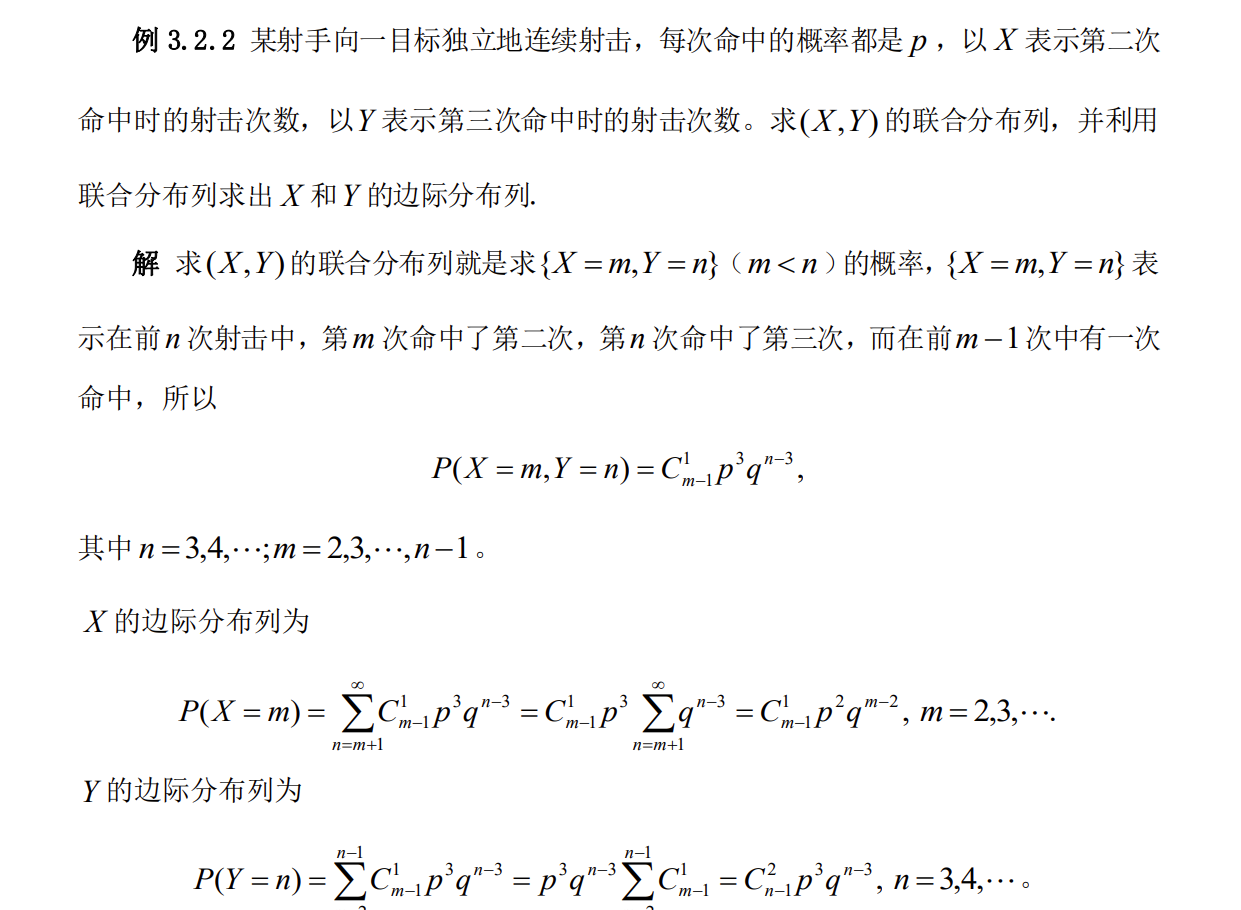 例 3.2.2 某射手向一目标独立地连续射击，每次命中的概率都是 p ，以 X 表示第二次
命中时的射击次数，以 Y 表示第三次命中时的射击次数。求(X,Y) 的联合分布列，并利用
联合分布列求出 X 和 Y 的边际分布列.
解 求(X,Y)的联合分布列就是求{X = m,Y = n}（m < n）的概率，{X = m,Y = n} 表
示在前 n 次射击中，第 m 次命中了第二次，第 n 次命中了第三次，而在前 m −1 次中有一次
命中，所以
P(X = m,Y = n) = C_{m−1}^{1} p^{3} q^{n−3} ,
其中 n = 3,4,⋯; m = 2,3,⋯, n −1 。
X 的边际分布列为
P(X = m) = \sum_{n=m+1}^{∞} C_{m−1}^{1} p^{3} q^{n−3} = C_{m−1}^{1} p^{3} \sum_{n=m+1}^{∞} q^{n−3} = C_{m−1}^{1} p^{2} q^{m−2} , m = 2,3,⋯.
Y 的边际分布列为
P(Y = n) = \sum^{n−1} C_{m−1}^{1} p^{3} q^{n−3} = p^{3} q^{n−3} \sum^{n−1} C_{m−1}^{1} = C_{n−1}^{2} p^{3} q^{n−3} , n = 3,4,⋯ 。